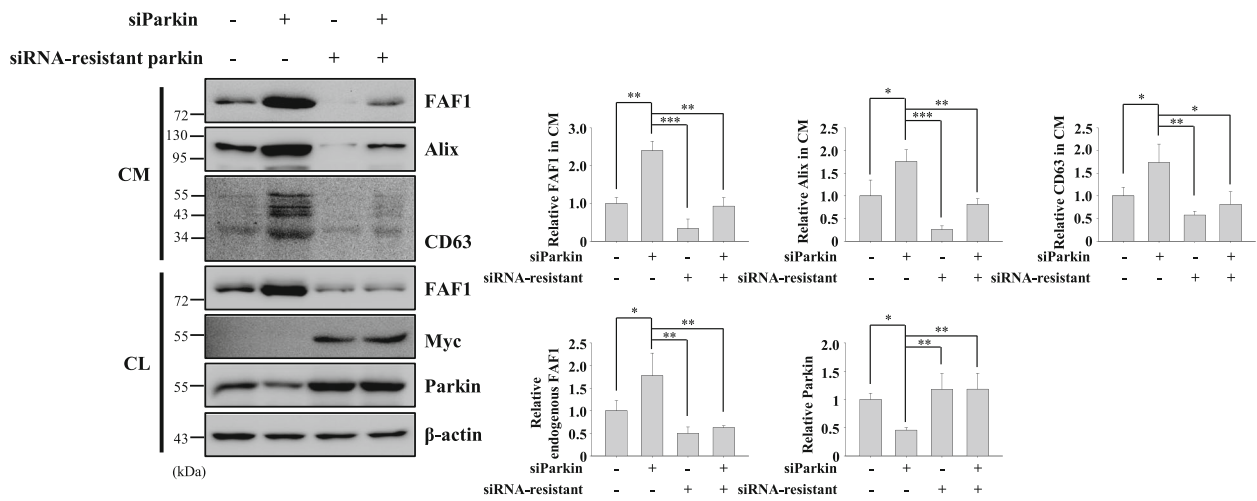 siParkin - + - +
siRNA-resistant parkin - - + +
CM
72
FAF1
130
95
Alix
55
43
34
CD63
CL
72
FAF1
55
Myc
55
Parkin
43
β-actin
(kDa)
Relative FAF1 in CM
3.0
2.0
1.0
0
**
**
***
siParkin - + - +
siRNA-resistant - - + +
Relative Alix in CM
2.5
2.0
1.5
1.0
0.5
0
*
**
***
- + - +
- - + +
Relative CD63 in CM
2.5
2.0
1.5
1.0
0.5
0
*
*
**
siParkin - + - +
siRNA-resistant - - + +
Relative
endogenous FAF1
2.5
2.0
1.5
1.0
0.5
0
*
**
**
siParkin - + - +
siRNA-resistant - - + +
Relative Parkin
2.0
1.5
1
0.5
0
*
**
**
siParkin - + - +
siRNA-resistant - - + +